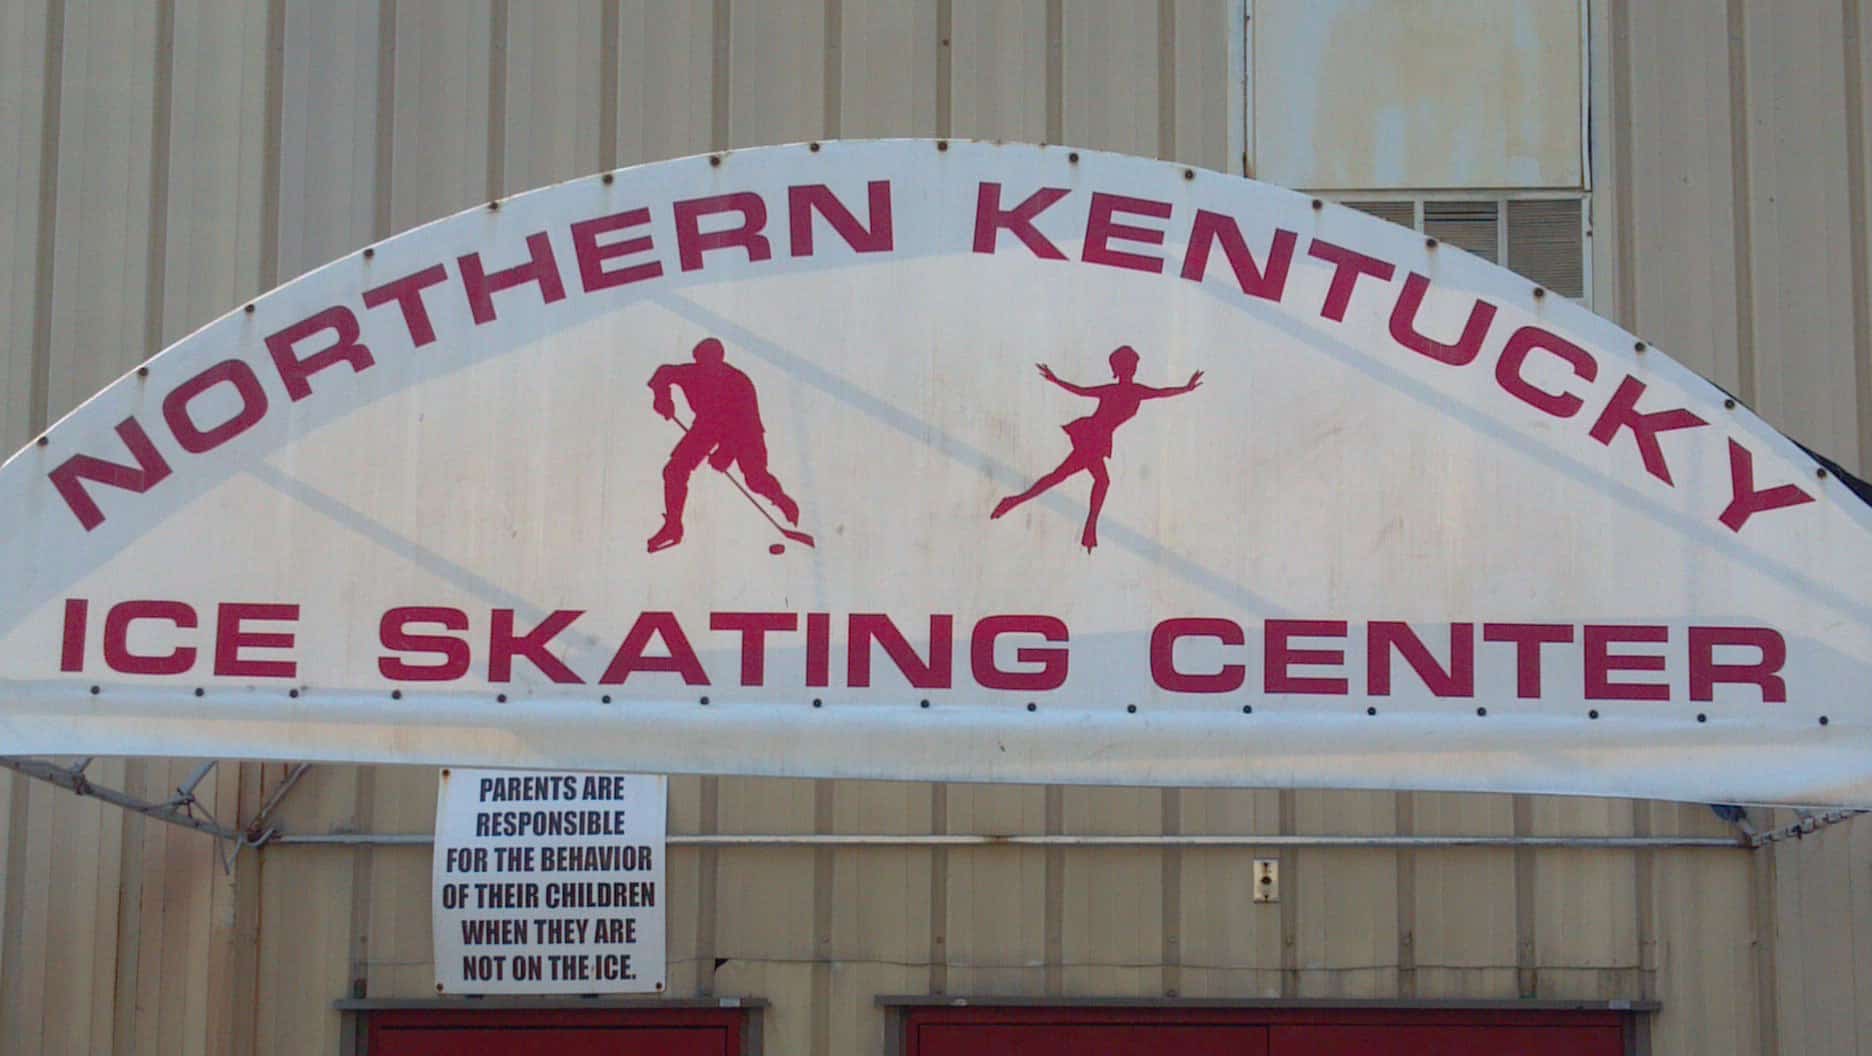 NORTHERN KENTUCKY
ICE SKATING CENTER
PARENTS ARE
RESPONSIBLE
FOR THE BEHAVIOR
OF THEIR CHILDREN
WHEN THEY ARE
NOT ON THE ICE.